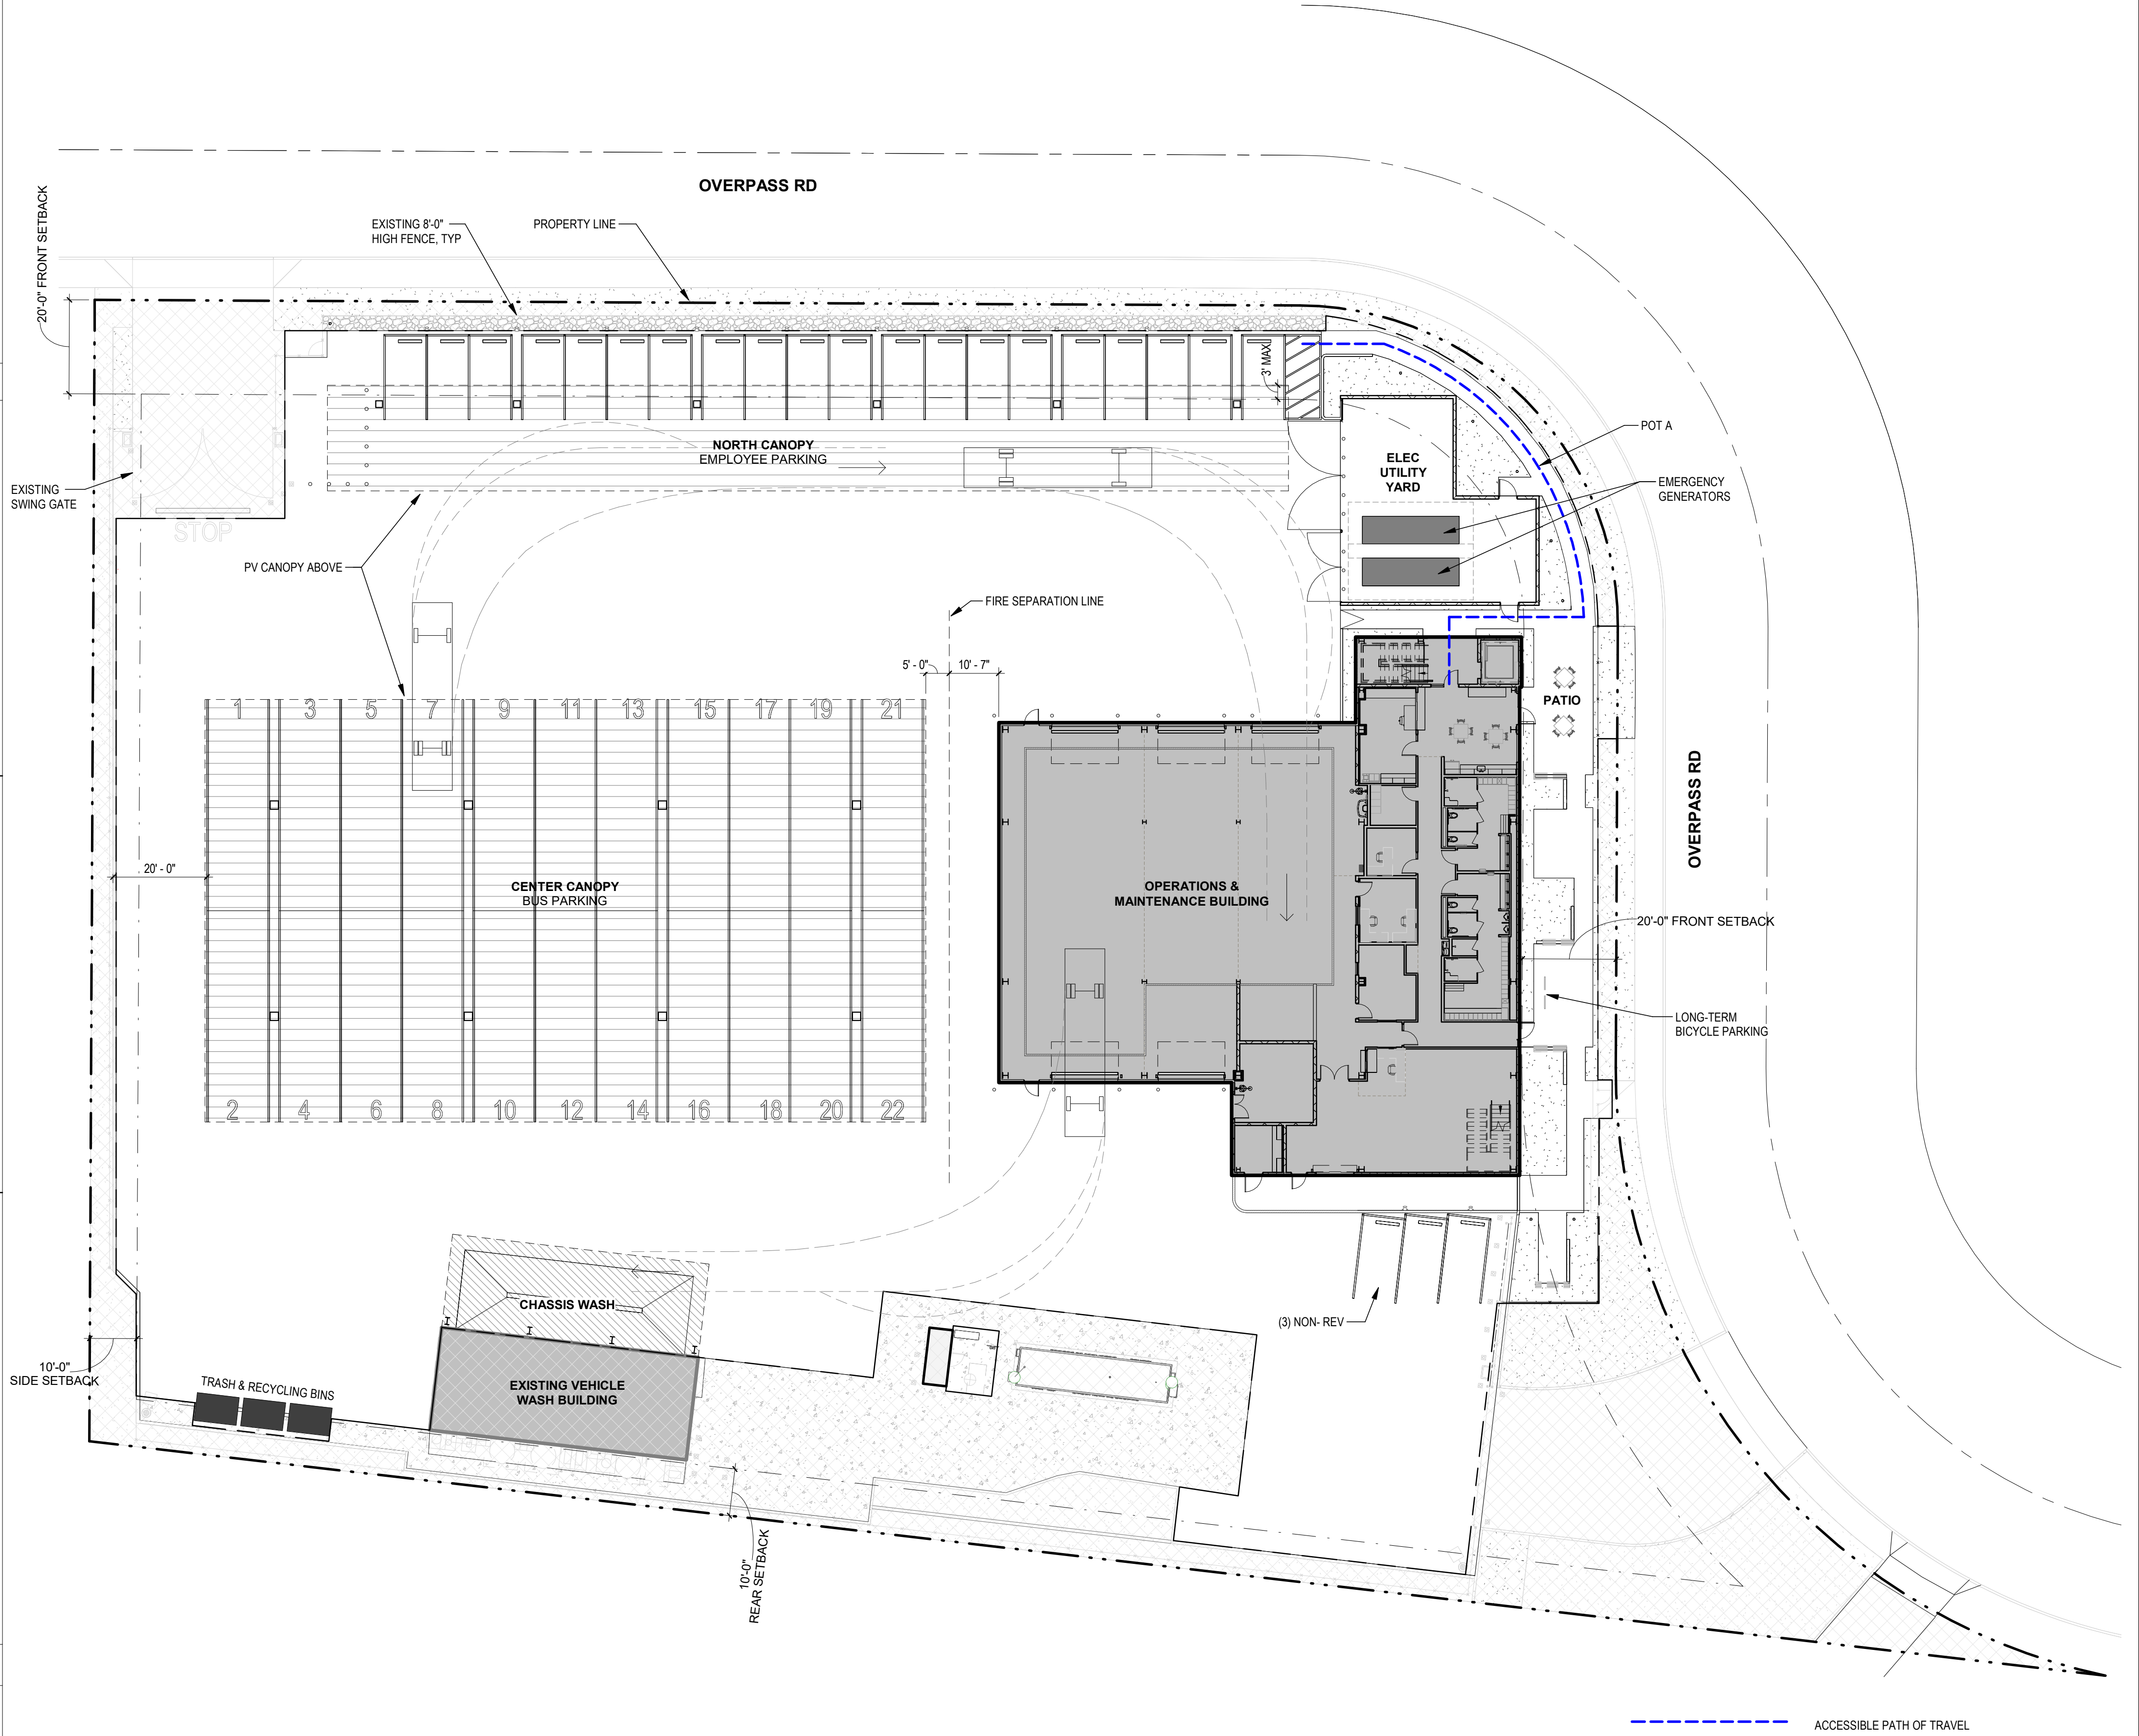 OVERPASS RD
20'-0" FRONT SETBACK
EXISTING 8'-0"
HIGH FENCE, TYP
PROPERTY LINE
3' MAX
NORTH CANOPY
EMPLOYEE PARKING
ELEC
UTILITY
YARD
POT A
EMERGENCY
GENERATORS
EXISTING
SWING GATE
STOP
PV CANOPY ABOVE
FIRE SEPARATION LINE
5' - 0"
10' - 7"
PATIO
1 3 5 7 9 11 13 15 17 19 21
OVERPASS RD
20' - 0"
CENTER CANOPY
BUS PARKING
OPERATIONS &
MAINTENANCE BUILDING
20'-0" FRONT SETBACK
LONG-TERM
BICYCLE PARKING
2 4 6 8 10 12 14 16 18 20 22
CHASSIS WASH
(3) NON- REV
10'-0"
SIDE SETBACK
TRASH & RECYCLING BINS
EXISTING VEHICLE
WASH BUILDING
10'-0"
REAR SETBACK
ACCESSIBLE PATH OF TRAVEL